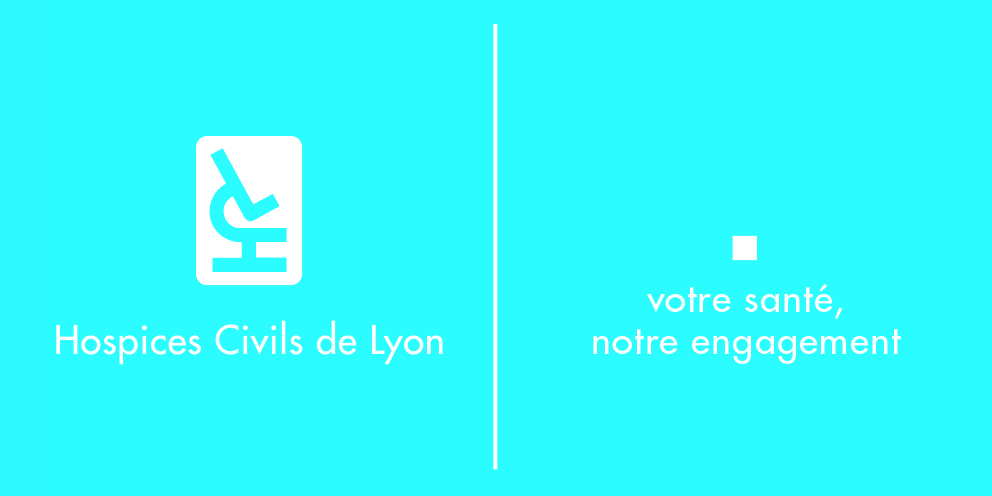 Hospices Civils de Lyon
votre santé,
notre engagement